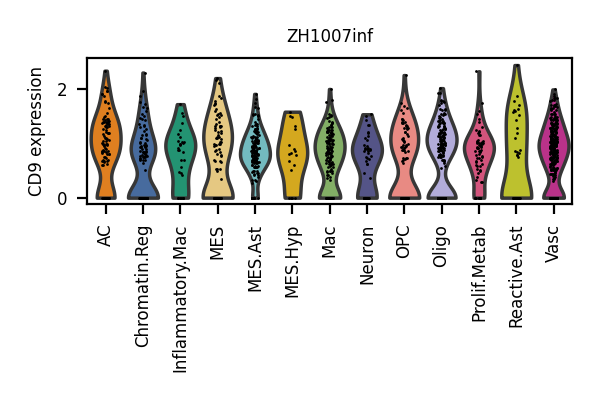 ZH1007inf
CD9 expression
2
0
AC
Chromatin.Reg
Inflammatory.Mac
MES
MES.Ast
MES.Hyp
Mac
Neuron
OPC
Oligo
Prolif.Metab
Reactive.Ast
Vasc